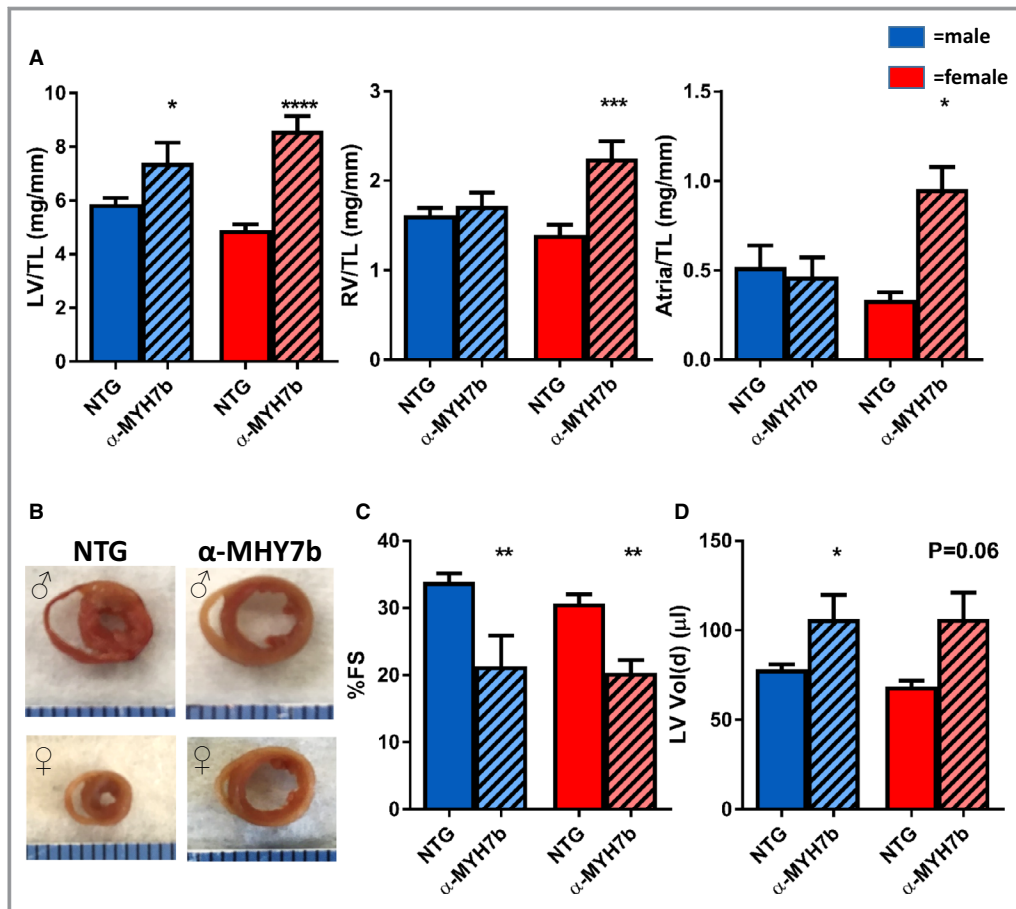 =male
=female
A
LV/TL (mg/mm)
10
8
6
4
2
0
*
****
NTG
α-MYH7b
NTG
α-MYH7b
RV/TL (mg/mm)
3
2
1
0
***
NTG
α-MYH7b
NTG
α-MYH7b
Atria/TL (mg/mm)
1.5
1.0
0.5
0.0
*
NTG
α-MYH7b
NTG
α-MYH7b
B
NTG
α-MHY7b
♂
♂
♀
♀
C
%FS
40
30
20
10
0
**
**
NTG
α-MYH7b
NTG
α-MYH7b
D
LV Vol(d) (μl)
150
100
50
0
*
P=0.06
NTG
α-MYH7b
NTG
α-MYH7b